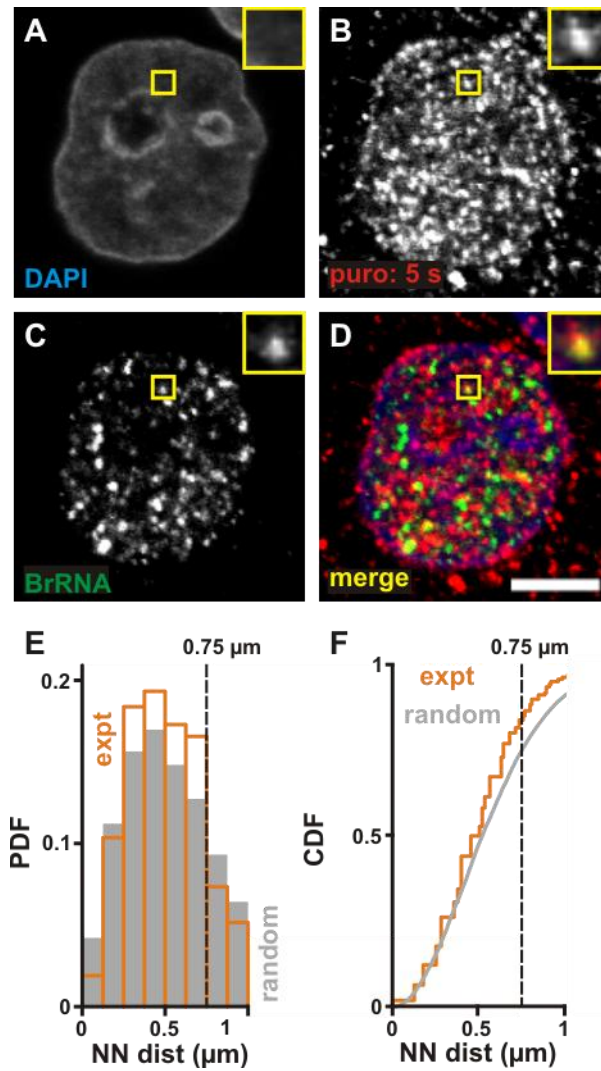 A
DAPI
B
puro: 5 s
C
BrRNA
D
merge
E
0.75 µm
0.2
expt
0.1
random
0
PDF
0
0.5
1
NN dist (µm)
F
0.75 µm
1
expt
random
0.5
CDF
0
0
0.5
1
NN dist (µm)